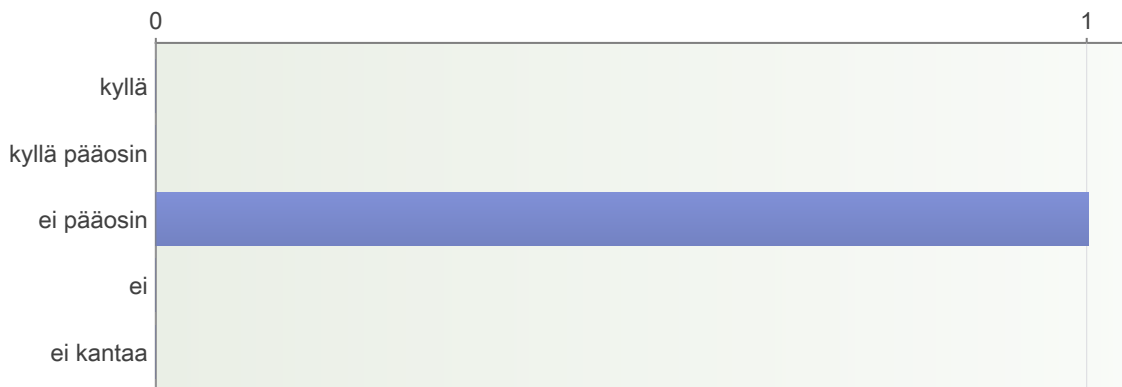 0 1
kyllä
kyllä pääosin
ei pääosin
ei
ei kantaa